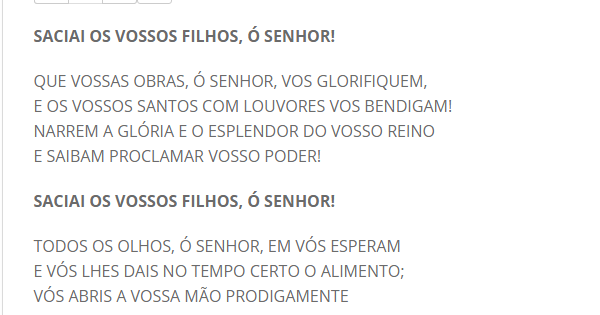 SACIAI OS VOSSOS FILHOS, Ó SENHOR!
QUE VOSSAS OBRAS, Ó SENHOR, VOS GLORIFIQUEM,
E OS VOSSOS SANTOS COM LOUVORES VOS BENDIGAM!
NARREM A GLÓRIA E O ESPLENDOR DO VOSSO REINO
E SAIBAM PROCLAMAR VOSSO PODER!
SACIAI OS VOSSOS FILHOS, Ó SENHOR!
TODOS OS OLHOS, Ó SENHOR, EM VÓS ESPERAM
E VÓS LHES DAIS NO TEMPO CERTO O ALIMENTO;
VÓS ABRIS A VOSSA MÃO PRODIGAMENTE